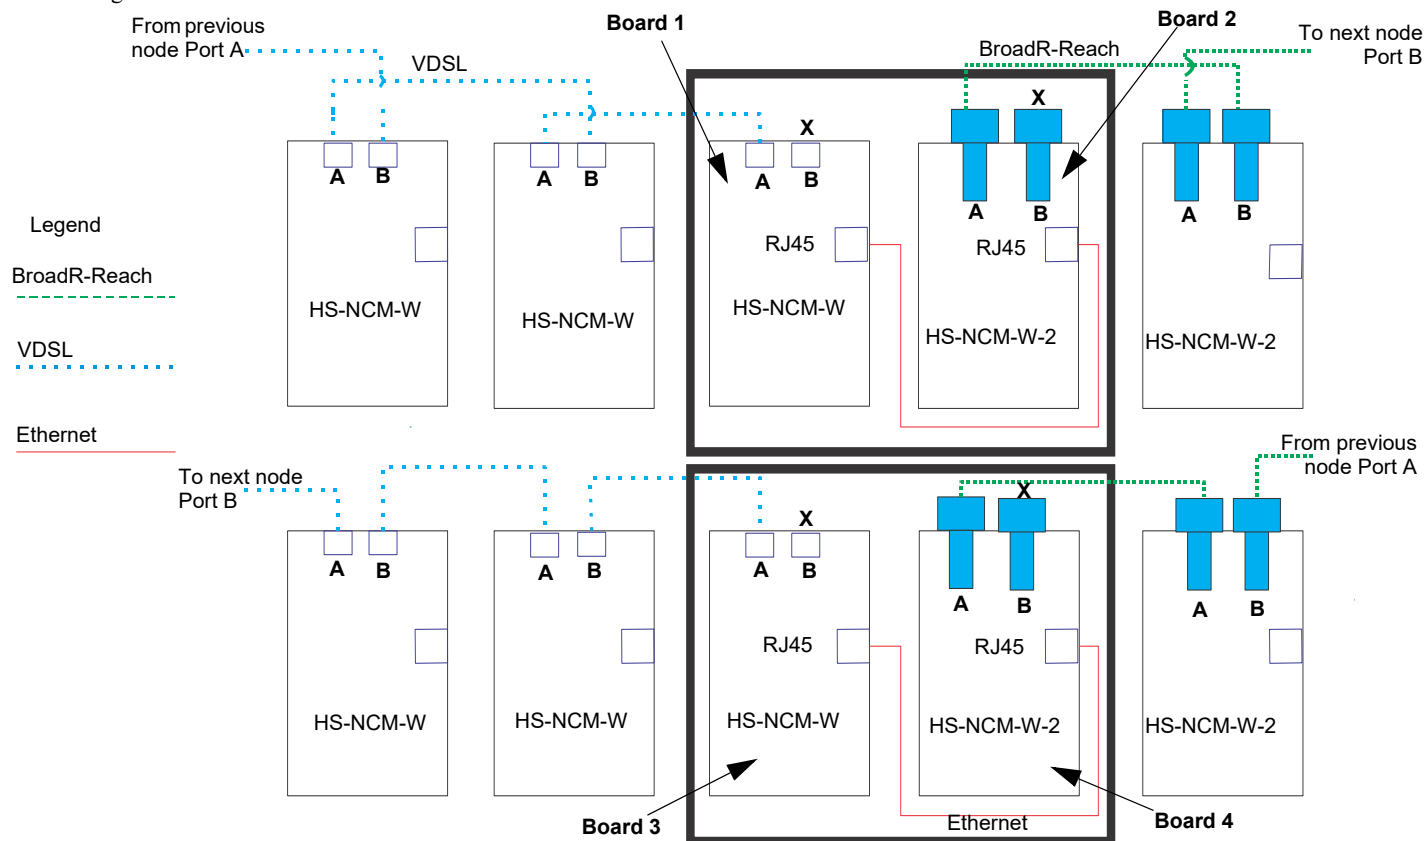 From previous
node Port A
Board 1
Board 2
To next node
Port B
BroadR-Reach
VDSL
X
X
A
B
A
B
A
B
A
B
A
B
Legend
RJ45
RJ45
BroadR-Reach
HS-NCM-W
HS-NCM-W
HS-NCM-W
HS-NCM-W-2
HS-NCM-W-2
VDSL
Ethernet
From previous
node Port A
To next node
Port B
X
X
A
B
A
B
A
B
A
B
A
B
RJ45
RJ45
HS-NCM-W
HS-NCM-W
HS-NCM-W
HS-NCM-W-2
HS-NCM-W-2
Board 3
Ethernet
Board 4